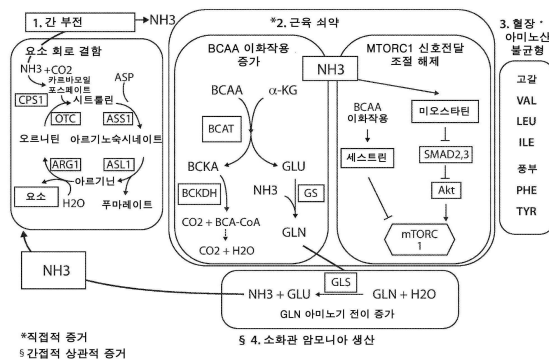 1. 간 부전
NH3
요소 회로 결함
NH3 +CO2
카르바모일
포스페이트
ASP
CPS1
시트룰린
OTC
ASS1
오르니틴
아르기노숙시네이트
ARG1
ASL1
아르기닌
요소
H2O
푸마레이트
NH3
*2. 근육 쇠약
BCAA 이화작용
증가
NH3
BCAA
α-KG
BCAT
BCKA
GLU
BCKDH
NH3
GS
CO2 + BCA-CoA
GLN
CO2 + H2O
MTORC1 신호전달
조절 해제
BCAA
이화작용
미오스타틴
세스트린
SMAD2,3
Akt
mTORC
1
3. 혈장 *
아미노산
불균형
고갈
VAL
LEU
ILE
풍부
PHE
TYR
GLS
NH3 + GLU
GLN + H2O
GLN 아미노기 전이 증가
§ 4. 소화관 암모니아 생산
*직접적 증거
§ 간접적 상관적 증거